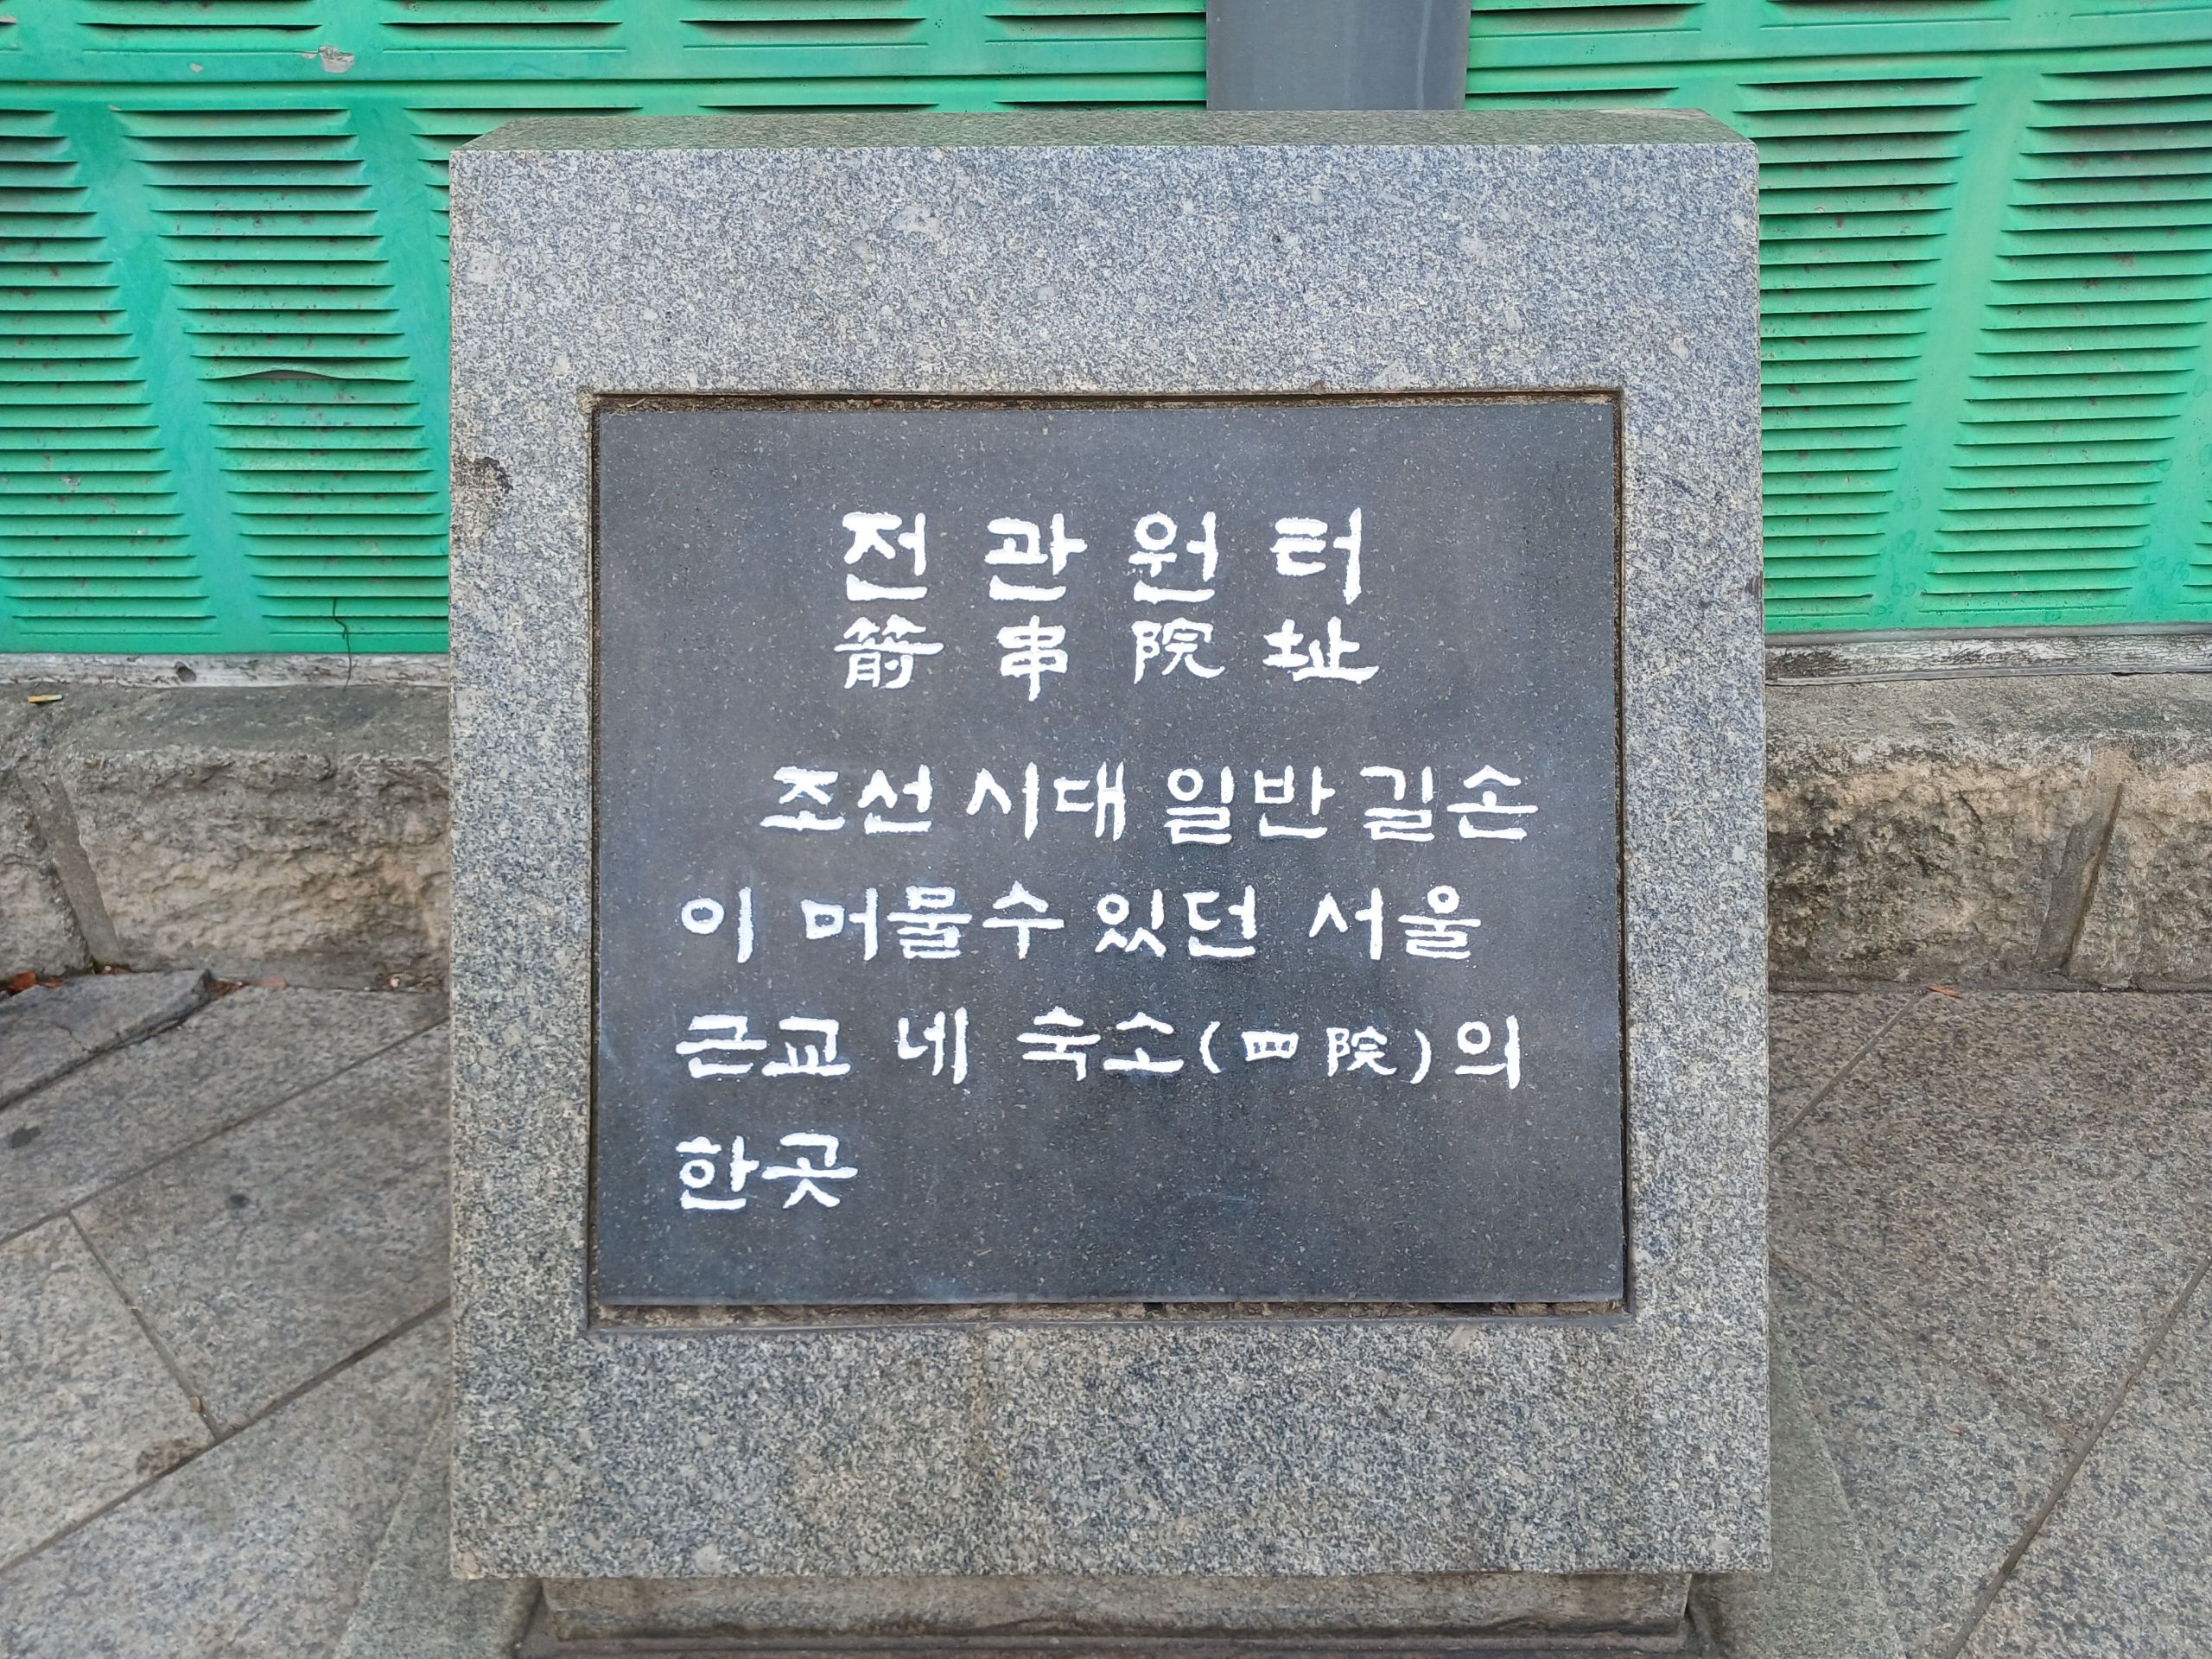 전관원터
箭串院址
조선 시대 일반 길손
이 머물수 있던 서울
근교 네 숙소(四院)의
한곳